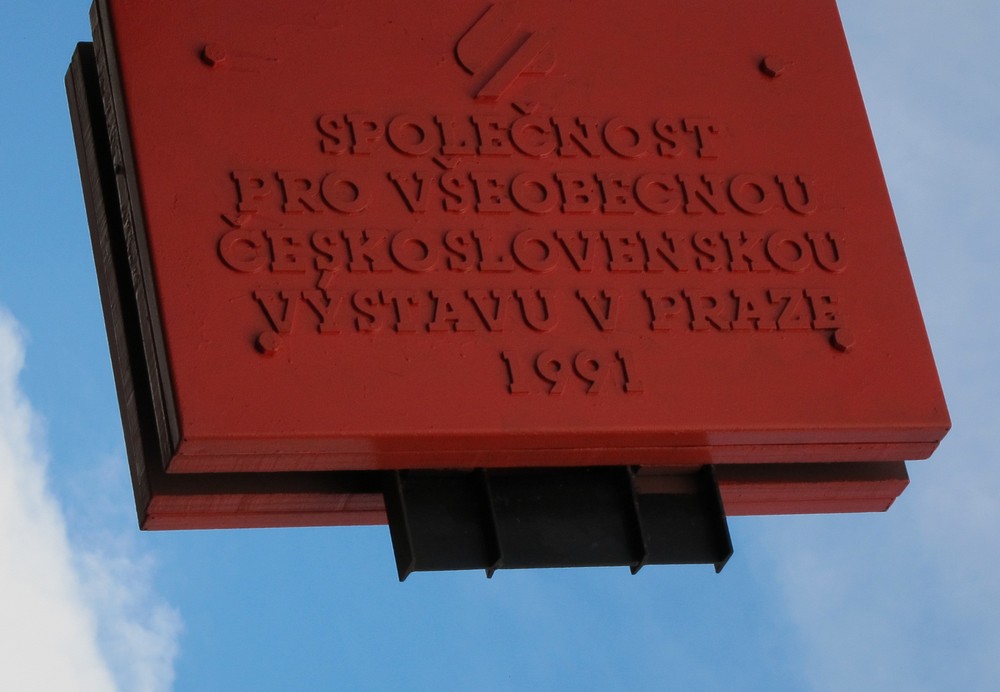 SPOLEČNOST
PRO VŠEOBECNOU
ČESKOSLOVENSKOU
VÝSTAVU V PRAZE
1991